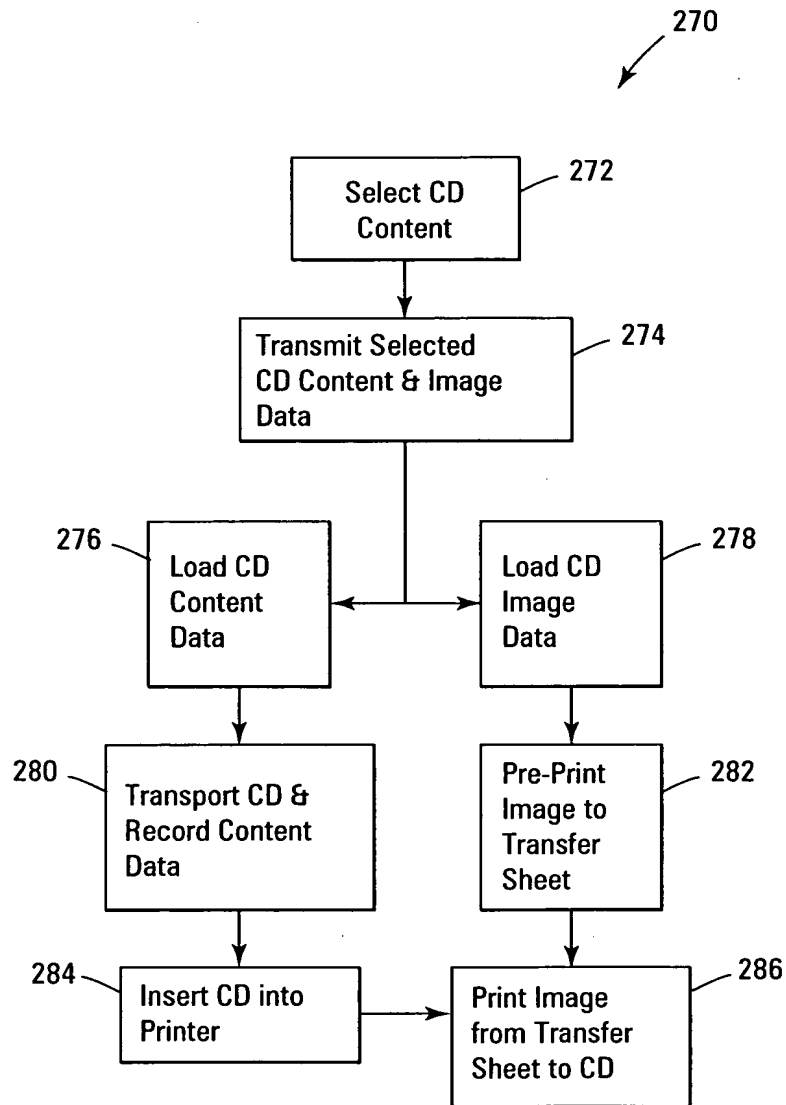 270
272
Select CD
Content
274
Transmit Selected
CD Content & Image
Data
276
Load CD
Content
Data
278
Load CD
Image
Data
280
Transport CD &
Record Content
Data
282
Pre-Print
Image to
Transfer
Sheet
284
Insert CD into
Printer
286
Print Image
from Transfer
Sheet to CD